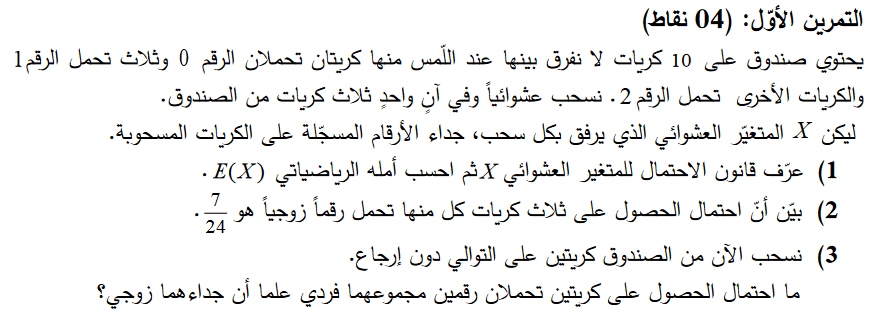 التمرين الأوّل: (04 نقاط)
يحتوي صندوق على 10 كريات لا نفرق بينها عند اللّمس منها كريتان تحملان الرقم 0 وثلاث تحمل الرقم 1
والكريات الأخرى تحمل الرقم 2. نسحب عشوائياً وفي آنٍ واحدٍ ثلاث كريات من الصندوق.
ليكن X المتغيّر العشوائي الذي يرفق بكل سحب، جداء الأرقام المسجّلة على الكريات المسحوبة.
1) عرّف قانون الاحتمال للمتغير العشوائي X ثم احسب أمله الرياضياتي E(X).
2) بيّن أنّ احتمال الحصول على ثلاث كريات كل منها تحمل رقماً زوجياً هو 7/24.
3) نسحب الآن من الصندوق كريتين على التوالي دون إرجاع.
ما احتمال الحصول على كريتين تحملان رقمين مجموعهما فردي علما أن جداءهما زوجي؟